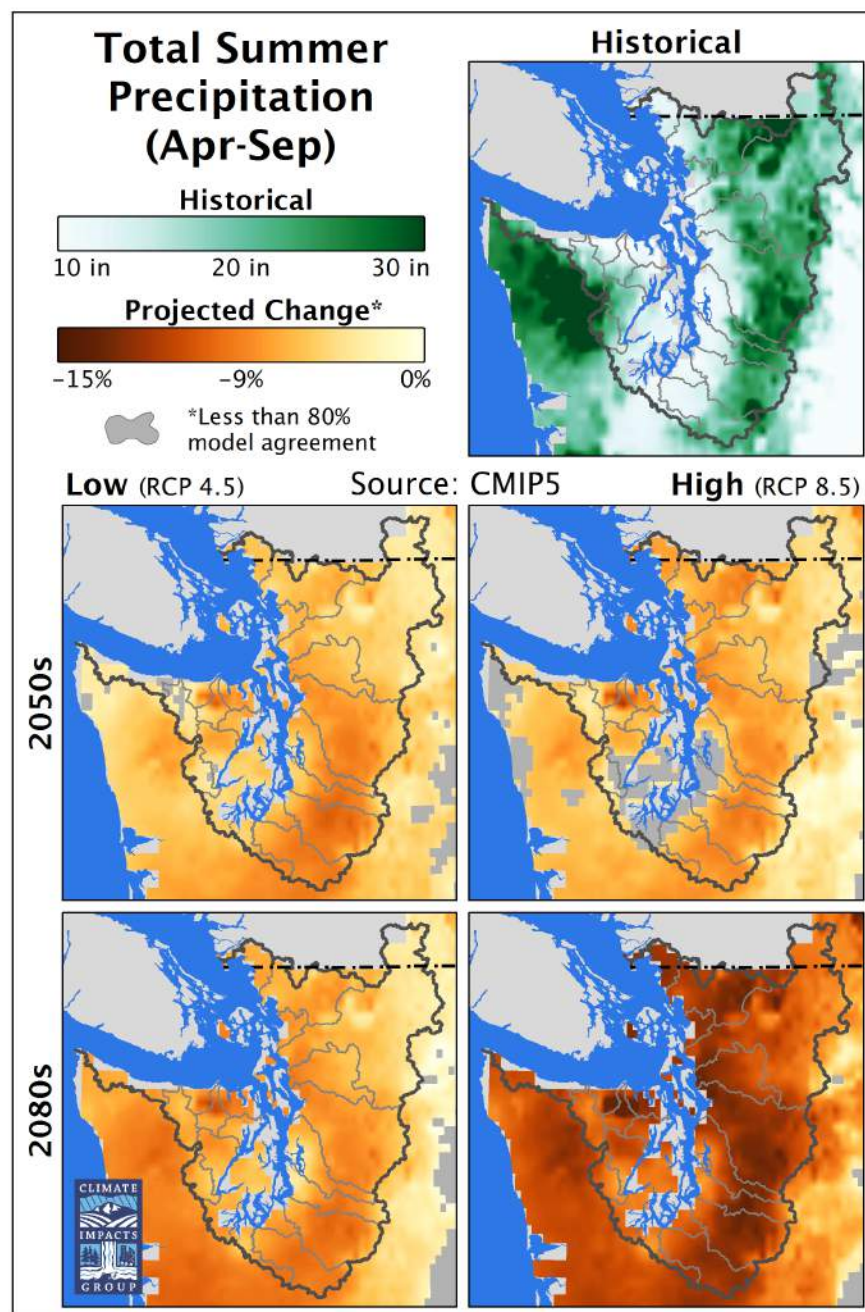 Total Summer
Precipitation
(Apr-Sep)
Historical
Historical
10 in 20 in 30 in
Projected Change*
−15% −9% 0%
*Less than 80%
model agreement
Low (RCP 4.5) Source: CMIP5 High (RCP 8.5)
2050s
2080s
CLIMATE
IMPACTS
GROUP